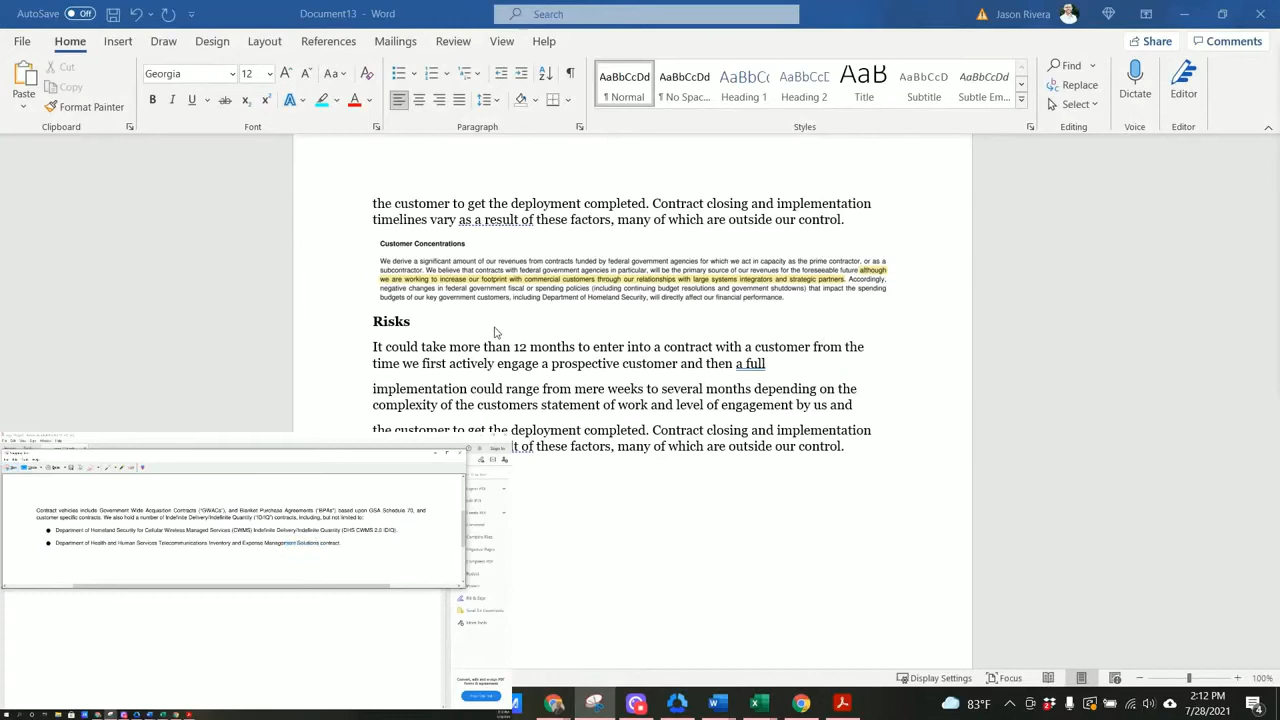 AutoSave Off
Jason Rivera
File Home Insert Draw Design Layout References Mailings Review View Help Share Comments
Paste Cut Copy Format Painter Clipboard
Georgia 12 Font
Paragraph
AaBbCcDd AaBbCcDd AaBbCc AaBbCcE AaB AaBbCcDd AaBbCcDd
¶ Normal ¶ No Spac... Heading 1 Heading 2 Title Subtitle Subtle Em...
Styles
Find Replace Select Editing
Dictate Voice
Editor Editor
the customer to get the deployment completed. Contract closing and implementation
timelines vary as a result of these factors, many of which are outside our control.
Customer Concentrations
We derive a significant amount of our revenues from contracts funded by federal government agencies for which we act in capacity as the prime contractor, or as a
subcontractor. We believe that contracts with federal government agencies in particular, will be the primary source of our revenues for the foreseeable future although
we are working to increase our footprint with commercial customers through our relationships with large systems integrators and strategic partners. Accordingly,
negative changes in federal government fiscal or spending policies (including continuing budget resolutions and government shutdowns) that impact the spending
budgets of our key government customers, including Department of Homeland Security, will directly affect our financial performance.
Risks
It could take more than 12 months to enter into a contract with a customer from the
time we first actively engage a prospective customer and then a full
implementation could range from mere weeks to several months depending on the
complexity of the customers statement of work and level of engagement by us and
the customer to get the deployment completed. Contract closing and implementation
t of these factors, many of which are outside our control.
Contract vehicles include Government Wide Acquisition Contracts ("GWACs"), and Blanket Purchase Agreements ("BPAs") based upon GSA Schedule 70, and
customer specific contracts. We also hold a number of Indefinite Delivery/Indefinite Quantity ("ID/IQ") contracts, including, but not limited to:
● Department of Homeland Security for Cellular Wireless Managed Services (CWMS) Indefinite Delivery/Indefinite Quantity (DHS CWMS 2.0 IDIQ).
● Department of Health and Human Services Telecommunications Inventory and Expense Management Solutions contract.
Fill & Sign
Send for Comments
More Tools
Display Settings Focus